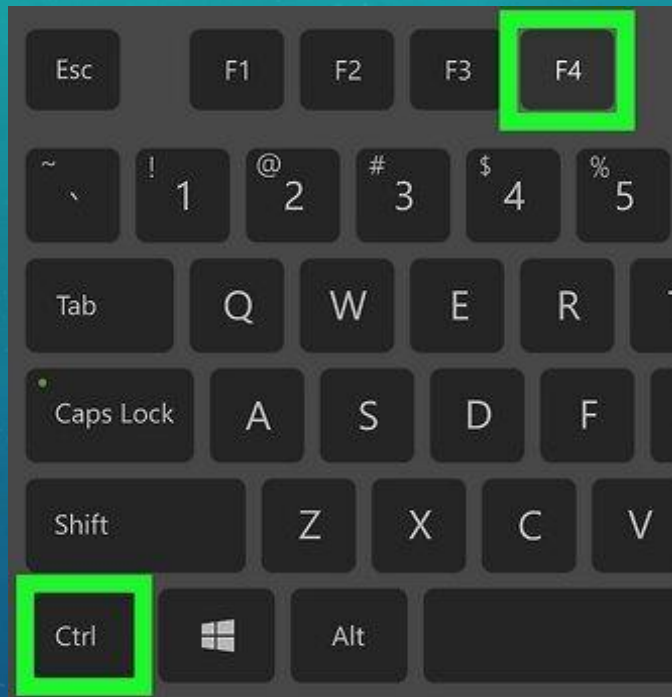 Esc F1 F2 F3 F4
~ ! @ # $ %
` 1 2 3 4 5
Tab Q W E R
Caps Lock A S D F
Shift Z X C V
Ctrl Alt